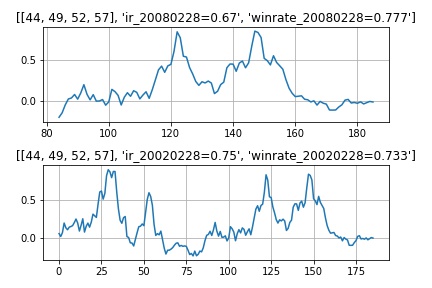 [[44, 49, 52, 57], 'ir_20080228=0.67', 'winrate_20080228=0.777']
0.5
0.0
80 100 120 140 160 180
[[44, 49, 52, 57], 'ir_20020228=0.75', 'winrate_20020228=0.733']
0.5
0.0
0 25 50 75 100 125 150 175